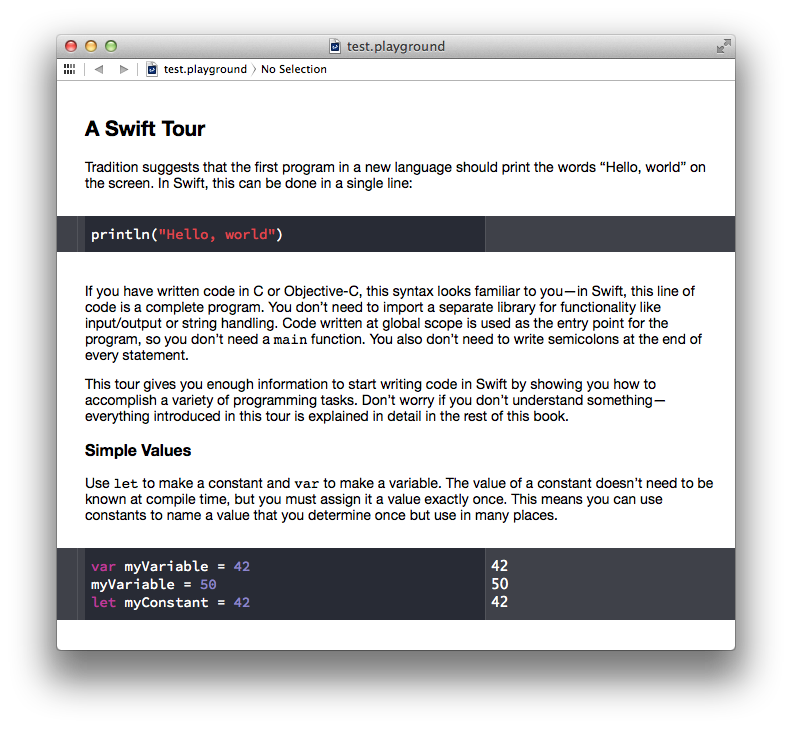 test.playground
test.playground 〉No Selection
A Swift Tour
Tradition suggests that the first program in a new language should print the words “Hello, world” on
the screen. In Swift, this can be done in a single line:
println("Hello, world")
If you have written code in C or Objective-C, this syntax looks familiar to you—in Swift, this line of
code is a complete program. You don’t need to import a separate library for functionality like
input/output or string handling. Code written at global scope is used as the entry point for the
program, so you don’t need a main function. You also don’t need to write semicolons at the end of
every statement.
This tour gives you enough information to start writing code in Swift by showing you how to
accomplish a variety of programming tasks. Don’t worry if you don’t understand something—
everything introduced in this tour is explained in detail in the rest of this book.
Simple Values
Use let to make a constant and var to make a variable. The value of a constant doesn’t need to be
known at compile time, but you must assign it a value exactly once. This means you can use
constants to name a value that you determine once but use in many places.
var myVariable = 42 42
myVariable = 50 50
let myConstant = 42 42